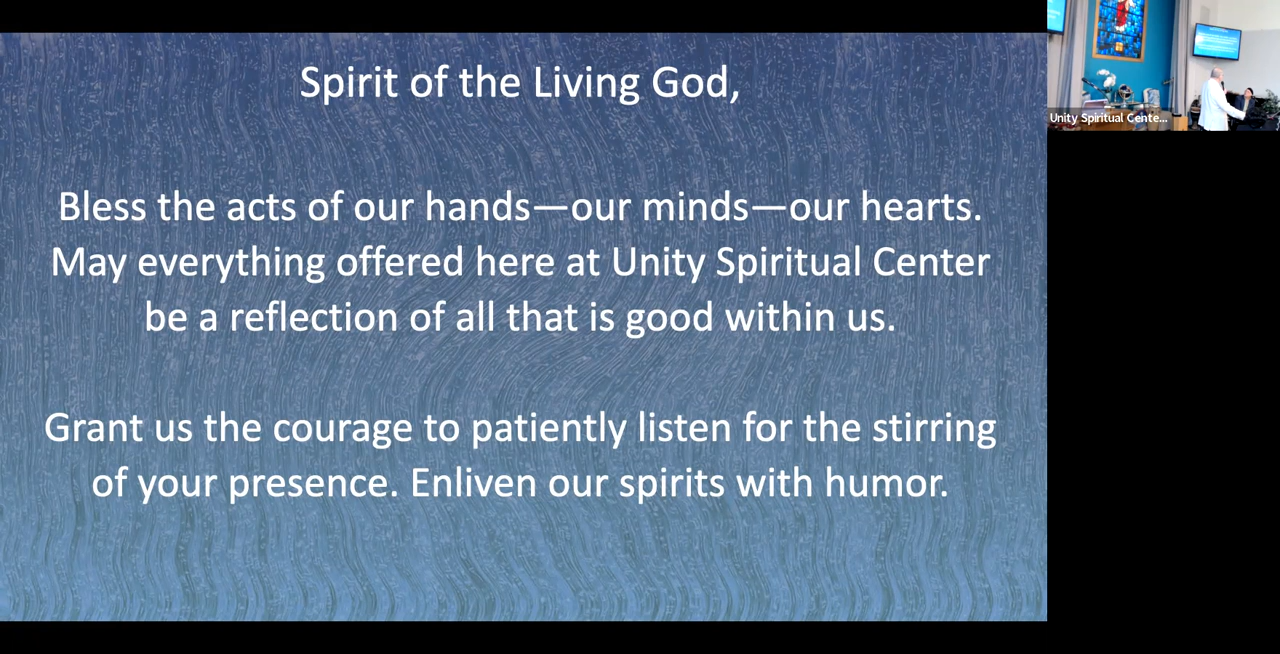 Spirit of the Living God,
Bless the acts of our hands—our minds—our hearts.
May everything offered here at Unity Spiritual Center
be a reflection of all that is good within us.
Grant us the courage to patiently listen for the stirring
of your presence. Enliven our spirits with humor.
Unity Spiritual Cente...